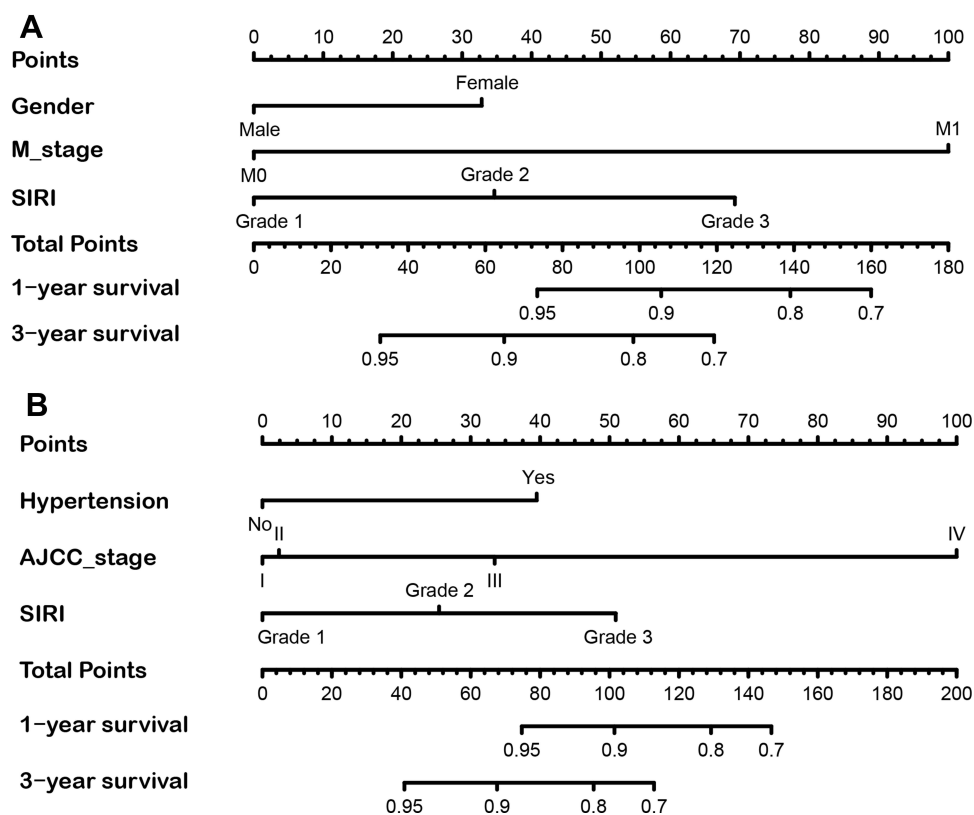 A
0 10 20 30 40 50 60 70 80 90 100
Points
Female
Gender
Male
M1
M_stage
M0
Grade 2
SIRI
Grade 1 Grade 3
Total Points
0 20 40 60 80 100 120 140 160 180
1−year survival
0.95 0.9 0.8 0.7
3−year survival
0.95 0.9 0.8 0.7
B
0 10 20 30 40 50 60 70 80 90 100
Points
Yes
Hypertension
No
II IV
AJCC_stage
I III
Grade 2
SIRI
Grade 1 Grade 3
Total Points
0 20 40 60 80 100 120 140 160 180 200
1−year survival
0.95 0.9 0.8 0.7
3−year survival
0.95 0.9 0.8 0.7